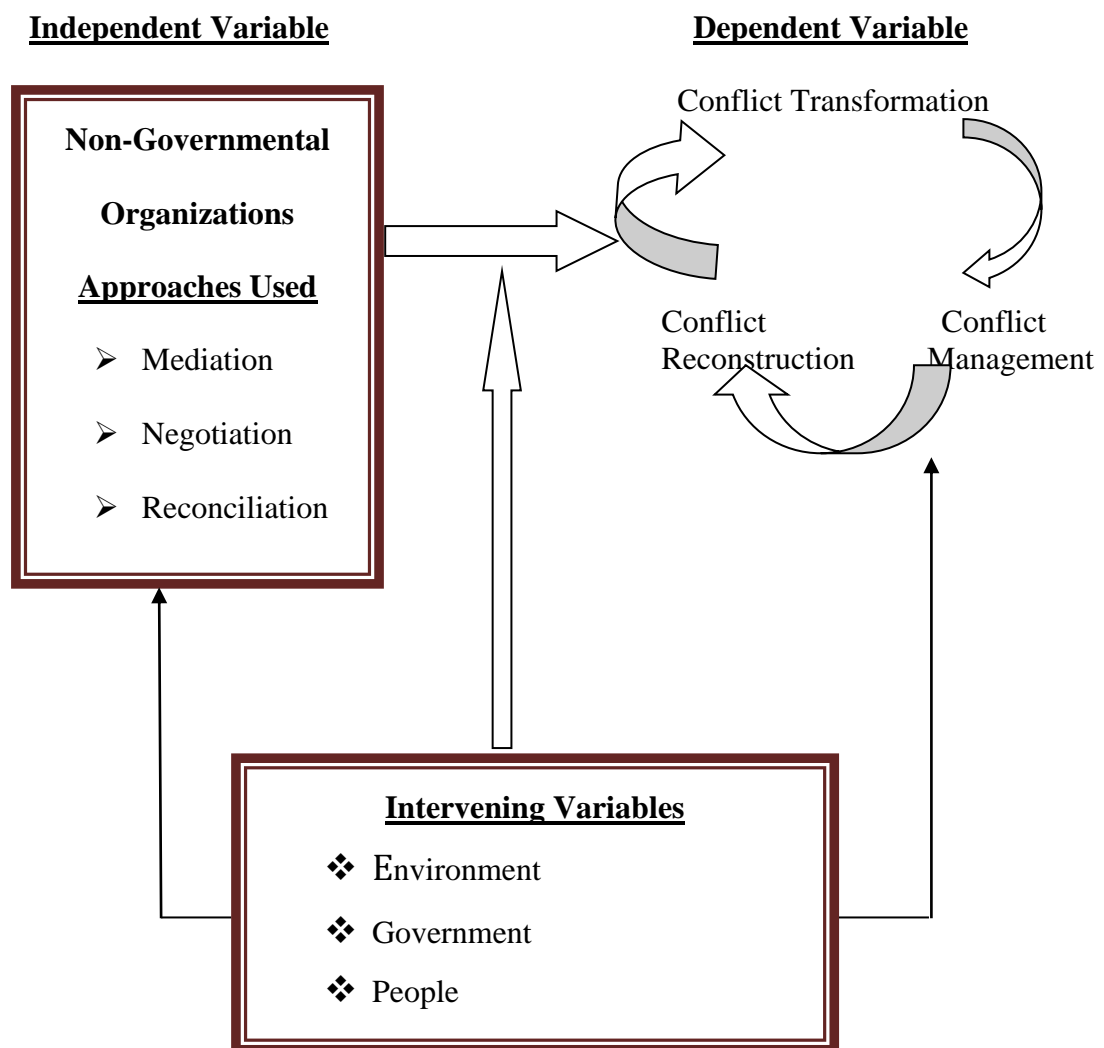 Independent Variable
Dependent Variable
Non-Governmental
Organizations
Approaches Used
➢ Mediation
➢ Negotiation
➢ Reconciliation
Conflict Transformation
Conflict
Reconstruction
Conflict
Management
Intervening Variables
❖ Environment
❖ Government
❖ People